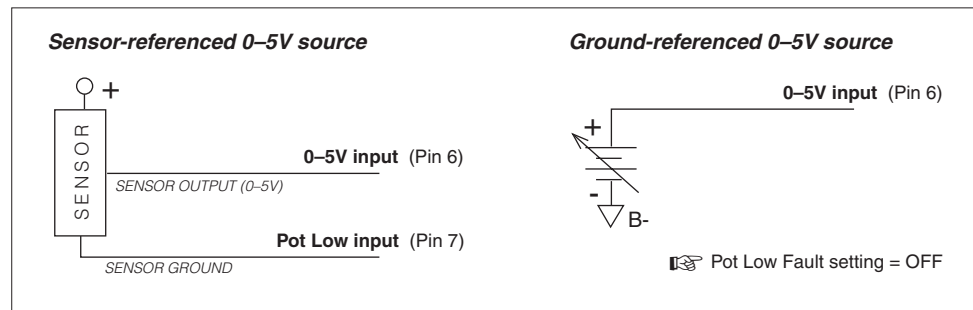 Sensor-referenced 0–5V source
+
SENSOR
0–5V input (Pin 6)
SENSOR OUTPUT (0–5V)
Pot Low input (Pin 7)
SENSOR GROUND
Ground-referenced 0–5V source
0–5V input (Pin 6)
+
-
B-
☞ Pot Low Fault setting = OFF